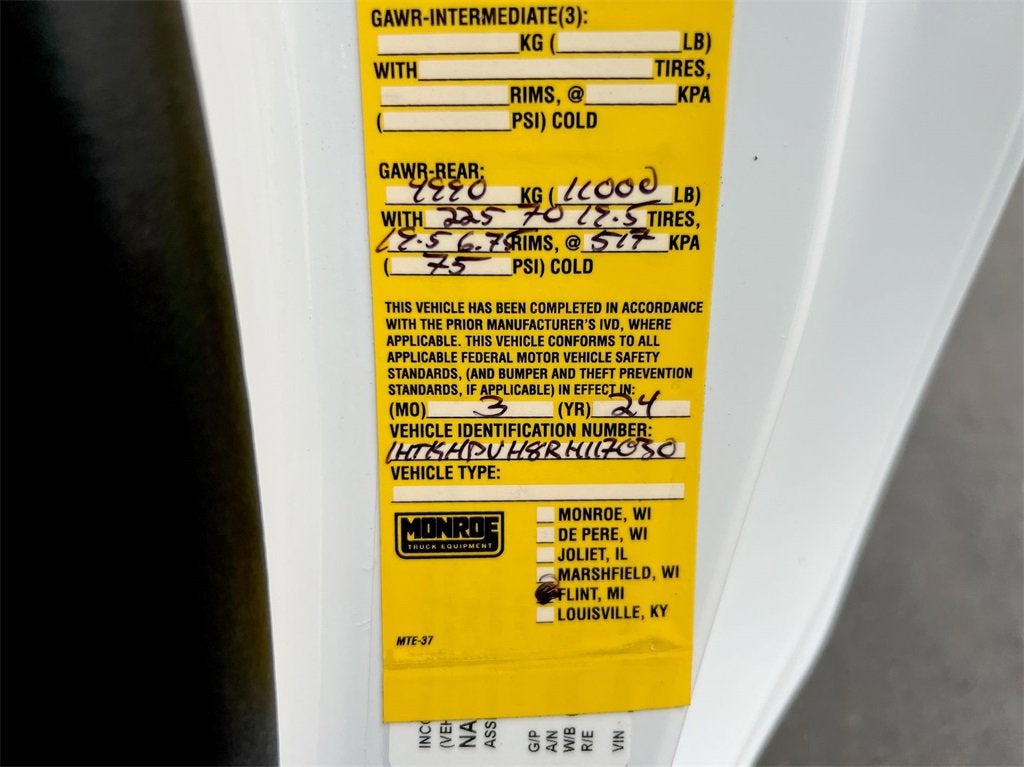 GAWR-INTERMEDIATE(3):
KG ( LB)
WITH TIRES,
RIMS, @ KPA
( PSI) COLD
GAWR-REAR:
4990 KG ( 11000 LB)
WITH 225 70 19.5 TIRES,
19.5 6.75 RIMS, @ 517 KPA
( 75 PSI) COLD
THIS VEHICLE HAS BEEN COMPLETED IN ACCORDANCE
WITH THE PRIOR MANUFACTURER'S IVD, WHERE
APPLICABLE. THIS VEHICLE CONFORMS TO ALL
APPLICABLE FEDERAL MOTOR VEHICLE SAFETY
STANDARDS, (AND BUMPER AND THEFT PREVENTION
STANDARDS, IF APPLICABLE) IN EFFECT IN:
(MO) 3 (YR) 24
VEHICLE IDENTIFICATION NUMBER:
1HTKHPVH8RH117030
VEHICLE TYPE:
MONROE
TRUCK EQUIPMENT
MONROE, WI
DE PERE, WI
JOLIET, IL
MARSHFIELD, WI
FLINT, MI
LOUISVILLE, KY
MTE-37
INC
(VEH
NA
ASS
G/P
A/N
W/B
R/E
VIN